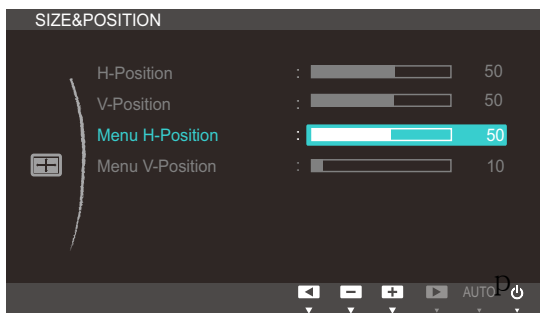 SIZE&POSITION
H-Position : 50
V-Position : 50
Menu H-Position : 50
Menu V-Position : 10
AUTO p